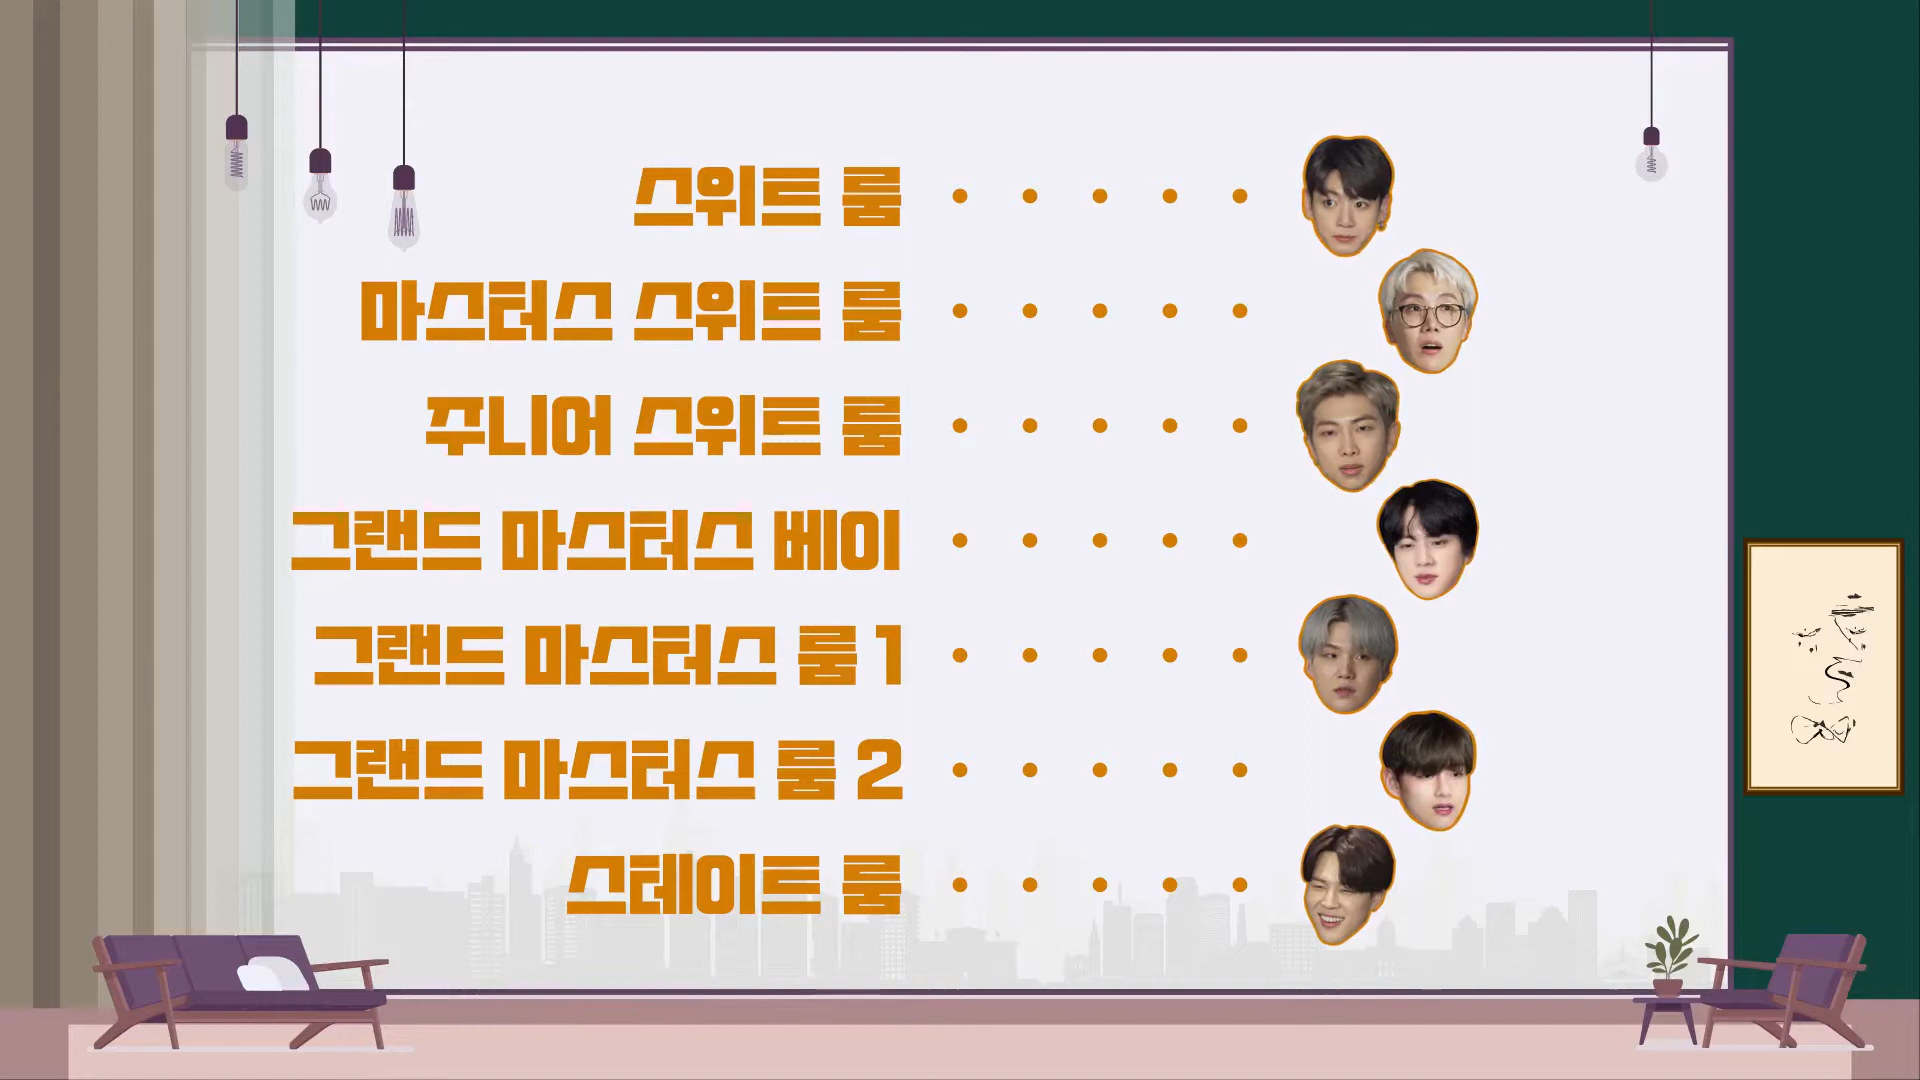 스위트 룸
마스터스 스위트 룸
쥬니어 스위트 룸
그랜드 마스터스 베이
그랜드 마스터스 룸 1
그랜드 마스터스 룸 2
스테이트 룸